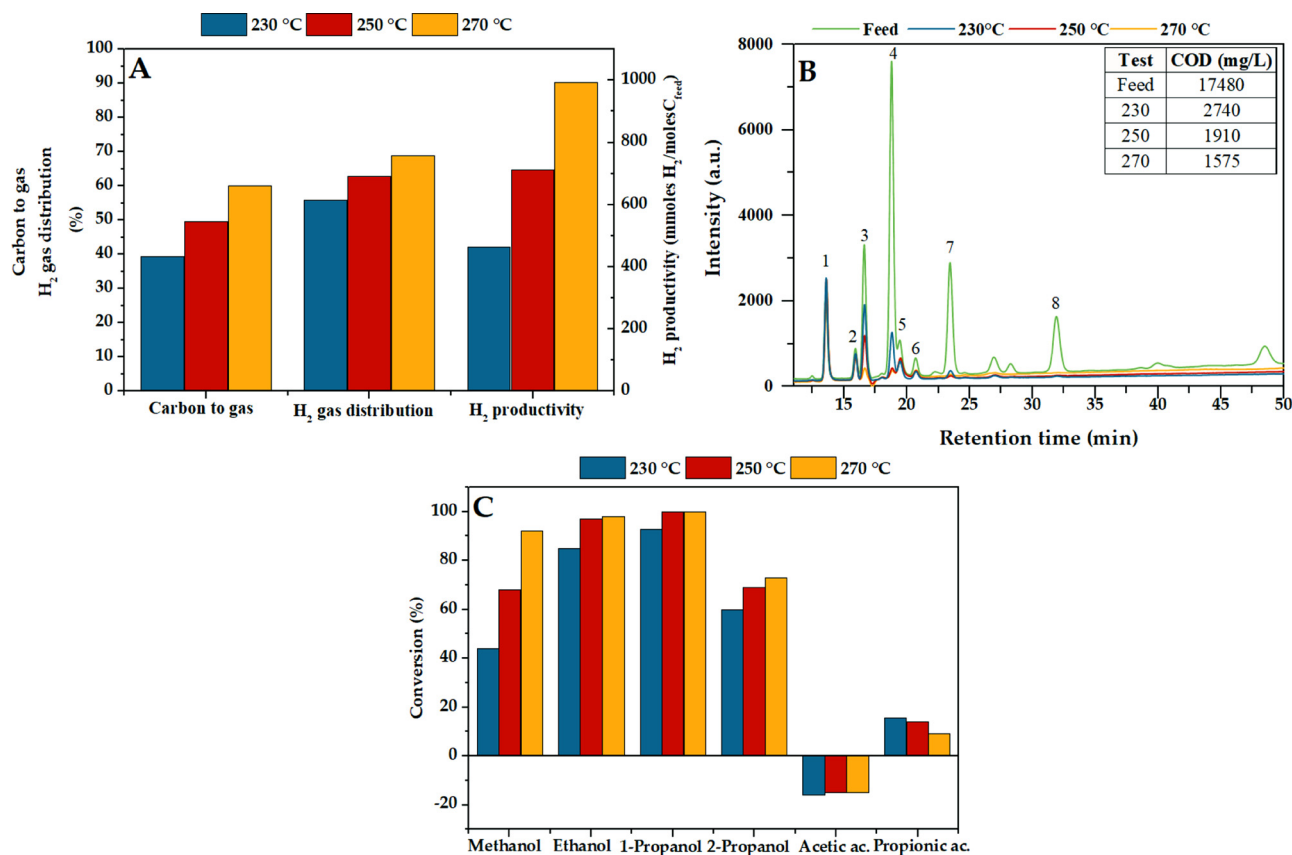 230 °C 250 °C 270 °C
A
Carbon to gas
H₂ gas distribution
(%)
100
90
80
70
60
50
40
30
20
10
0
1000
800
600
400
200
0
H₂ productivity (mmoles H₂/molesC_feed)
Carbon to gas H₂ gas distribution H₂ productivity
Feed 230°C 250 °C 270 °C
B
Intensity (a.u.)
8000
6000
4000
2000
0
1
2
3
4
5
6
7
8
Test COD (mg/L)
Feed 17480
230 2740
250 1910
270 1575
15 20 25 30 35 40 45 50
Retention time (min)
230 °C 250 °C 270 °C
C
Conversion (%)
100
80
60
40
20
0
-20
Methanol Ethanol 1-Propanol 2-Propanol Acetic ac. Propionic ac.